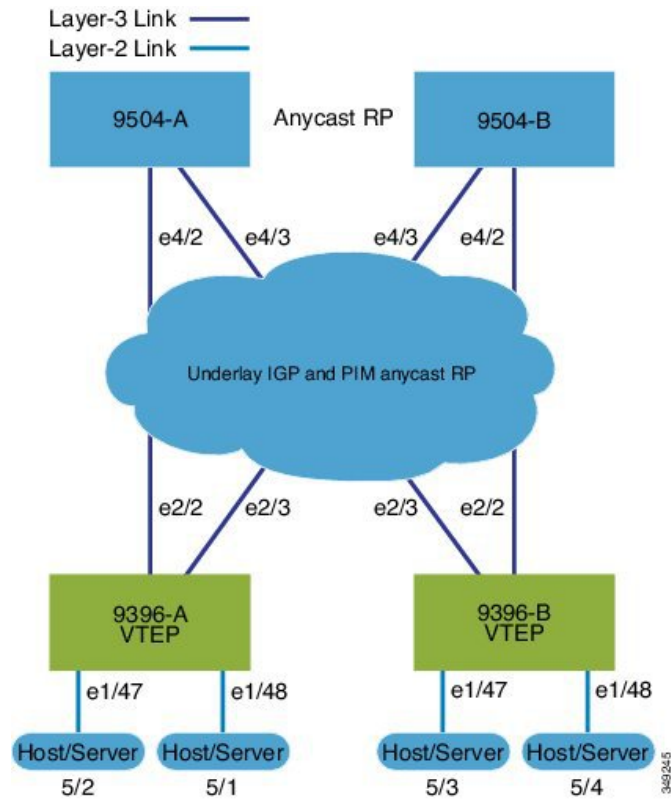 Layer-3 Link
Layer-2 Link
9504-A
Anycast RP
9504-B
e4/2
e4/3
e4/3
e4/2
Underlay IGP and PIM anycast RP
e2/2
e2/3
e2/3
e2/2
9396-A
VTEP
9396-B
VTEP
e1/47
e1/48
e1/47
e1/48
Host/Server
Host/Server
Host/Server
Host/Server
5/2
5/1
5/3
5/4
349245